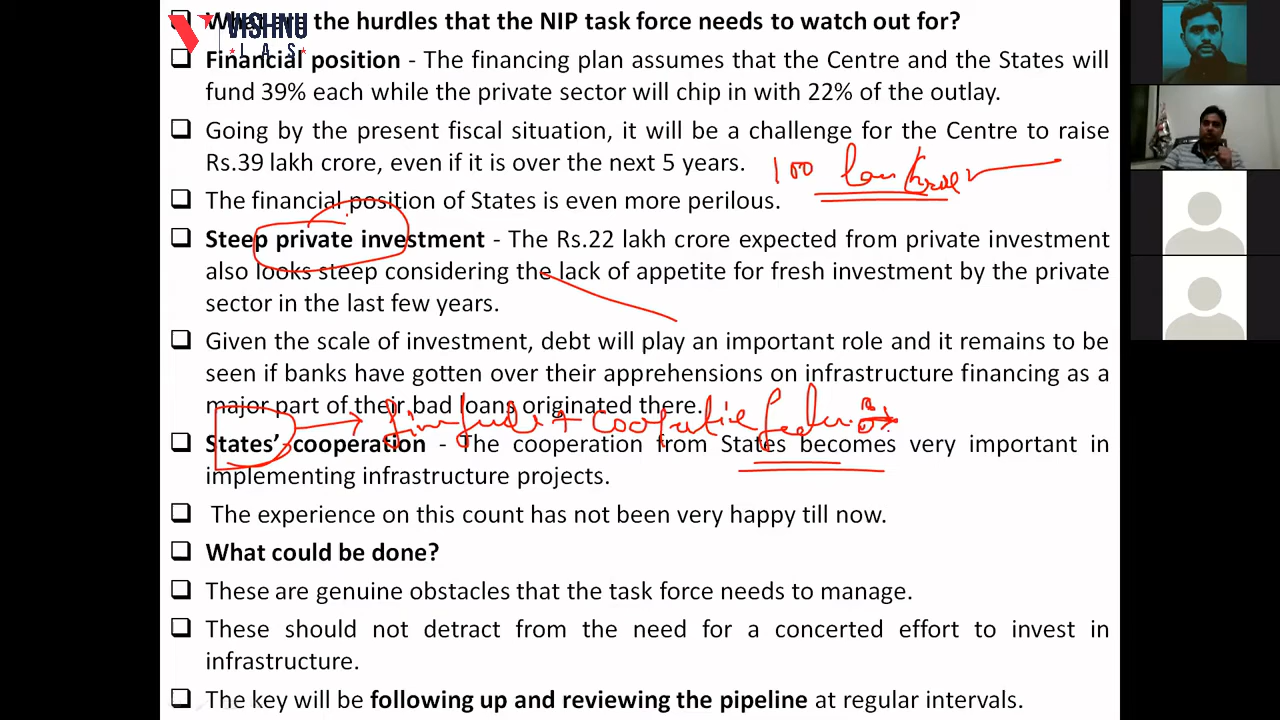 the hurdles that the NIP task force needs to watch out for?
VISHNU
I A S
❑ Financial position - The financing plan assumes that the Centre and the States will
fund 39% each while the private sector will chip in with 22% of the outlay.
❑ Going by the present fiscal situation, it will be a challenge for the Centre to raise
Rs.39 lakh crore, even if it is over the next 5 years.
100
❑ The financial position of States is even more perilous.
❑ Steep private investment - The Rs.22 lakh crore expected from private investment
also looks steep considering the lack of appetite for fresh investment by the private
sector in the last few years.
❑ Given the scale of investment, debt will play an important role and it remains to be
seen if banks have gotten over their apprehensions on infrastructure financing as a
major part of their bad loans originated there.
❑ States’ cooperation - The cooperation from States becomes very important in
implementing infrastructure projects.
❑ The experience on this count has not been very happy till now.
❑ What could be done?
❑ These are genuine obstacles that the task force needs to manage.
❑ These should not detract from the need for a concerted effort to invest in
infrastructure.
❑ The key will be following up and reviewing the pipeline at regular intervals.